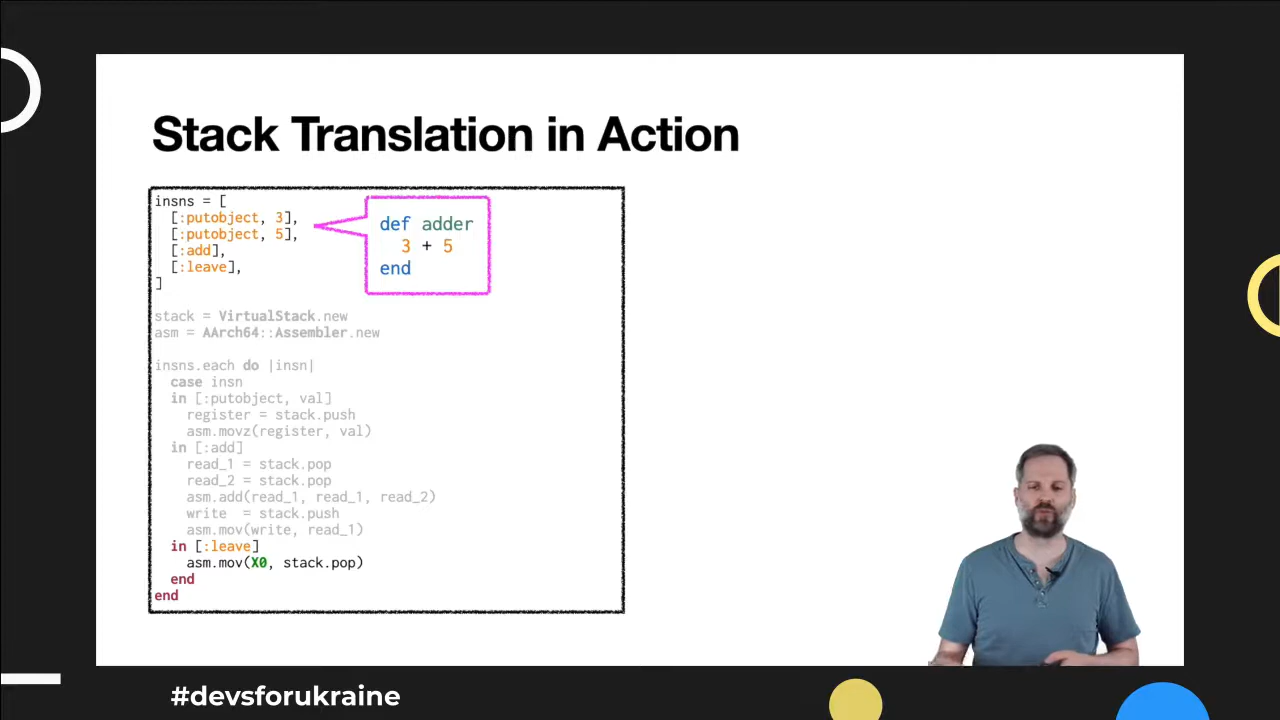 Stack Translation in Action
insns = [
  [:putobject, 3],
  [:putobject, 5],
  [:add],
  [:leave],
]
def adder
  3 + 5
end
stack = VirtualStack.new
asm = AArch64::Assembler.new
insns.each do |insn|
  case insn
  in [:putobject, val]
    register = stack.push
    asm.movz(register, val)
  in [:add]
    read_1 = stack.pop
    read_2 = stack.pop
    asm.add(read_1, read_1, read_2)
    write  = stack.push
    asm.mov(write, read_1)
  in [:leave]
    asm.mov(X0, stack.pop)
  end
end
#devsforukraine